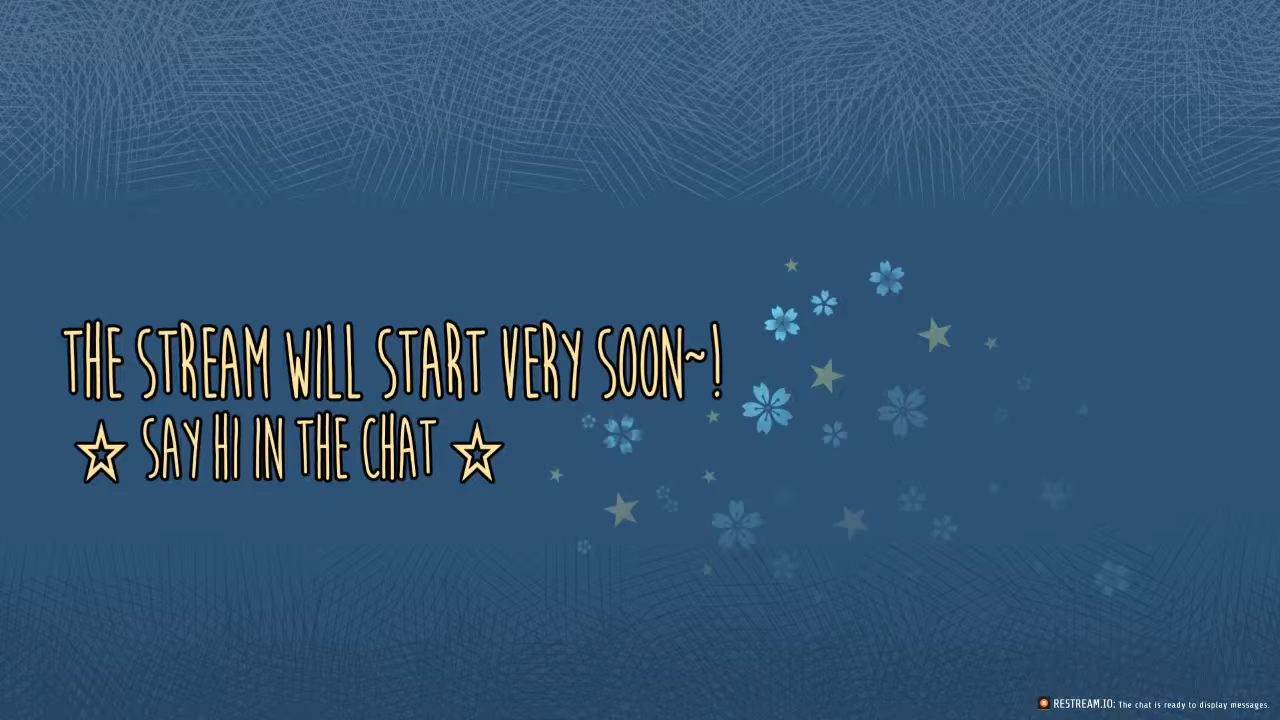 THE STREAM WILL START VERY SOON~!
☆ SAY HI IN THE CHAT ☆
RESTREAM.IO: The chat is ready to display messages.